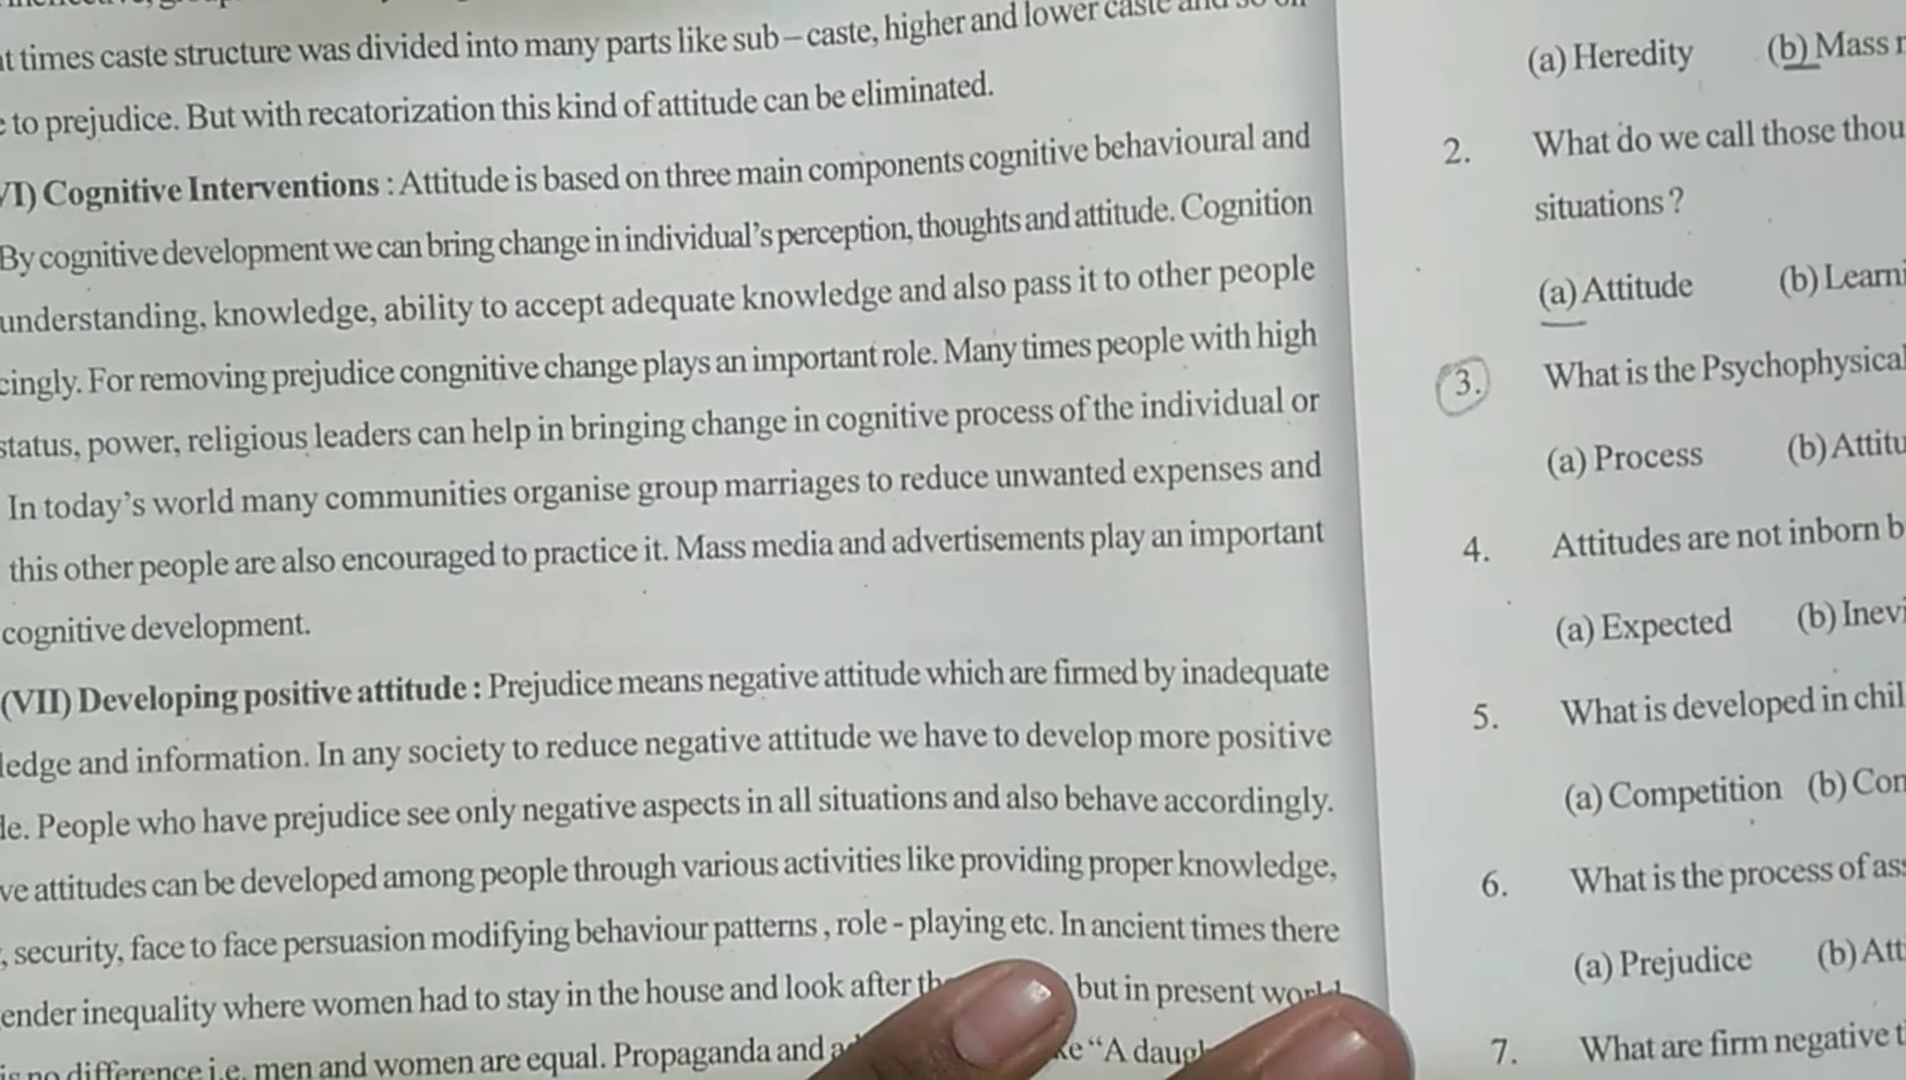 times caste structure was divided into many parts like sub – caste, higher and lower caste and so on
to prejudice. But with recatorization this kind of attitude can be eliminated.
VI) Cognitive Interventions : Attitude is based on three main components cognitive behavioural and
By cognitive development we can bring change in individual's perception, thoughts and attitude. Cognition
understanding, knowledge, ability to accept adequate knowledge and also pass it to other people
cingly. For removing prejudice congnitive change plays an important role. Many times people with high
status, power, religious leaders can help in bringing change in cognitive process of the individual or
In today's world many communities organise group marriages to reduce unwanted expenses and
this other people are also encouraged to practice it. Mass media and advertisements play an important
cognitive development.
(VII) Developing positive attitude : Prejudice means negative attitude which are firmed by inadequate
ledge and information. In any society to reduce negative attitude we have to develop more positive
de. People who have prejudice see only negative aspects in all situations and also behave accordingly.
ve attitudes can be developed among people through various activities like providing proper knowledge,
, security, face to face persuasion modifying behaviour patterns , role - playing etc. In ancient times there
ender inequality where women had to stay in the house and look after but in present world
is no difference i.e. men and women are equal. Propaganda and "A
(a) Heredity (b) Mass
2. What do we call those thou
situations ?
(a) Attitude (b) Learni
3. What is the Psychophysical
(a) Process (b) Attitu
4. Attitudes are not inborn b
(a) Expected (b) Inevi
5. What is developed in chil
(a) Competition (b) Con
6. What is the process of ass
(a) Prejudice (b) Att
7. What are firm negative t